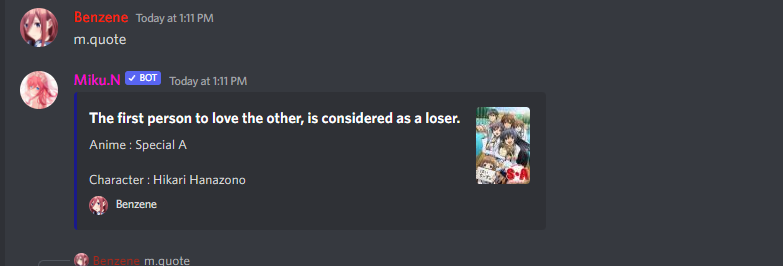 Benzene Today at 1:11 PM
m.quote
Miku.N ✓ BOT Today at 1:11 PM
The first person to love the other, is considered as a loser.
Anime : Special A
S·A
Character : Hikari Hanazono
Benzene
Benzene m.quote